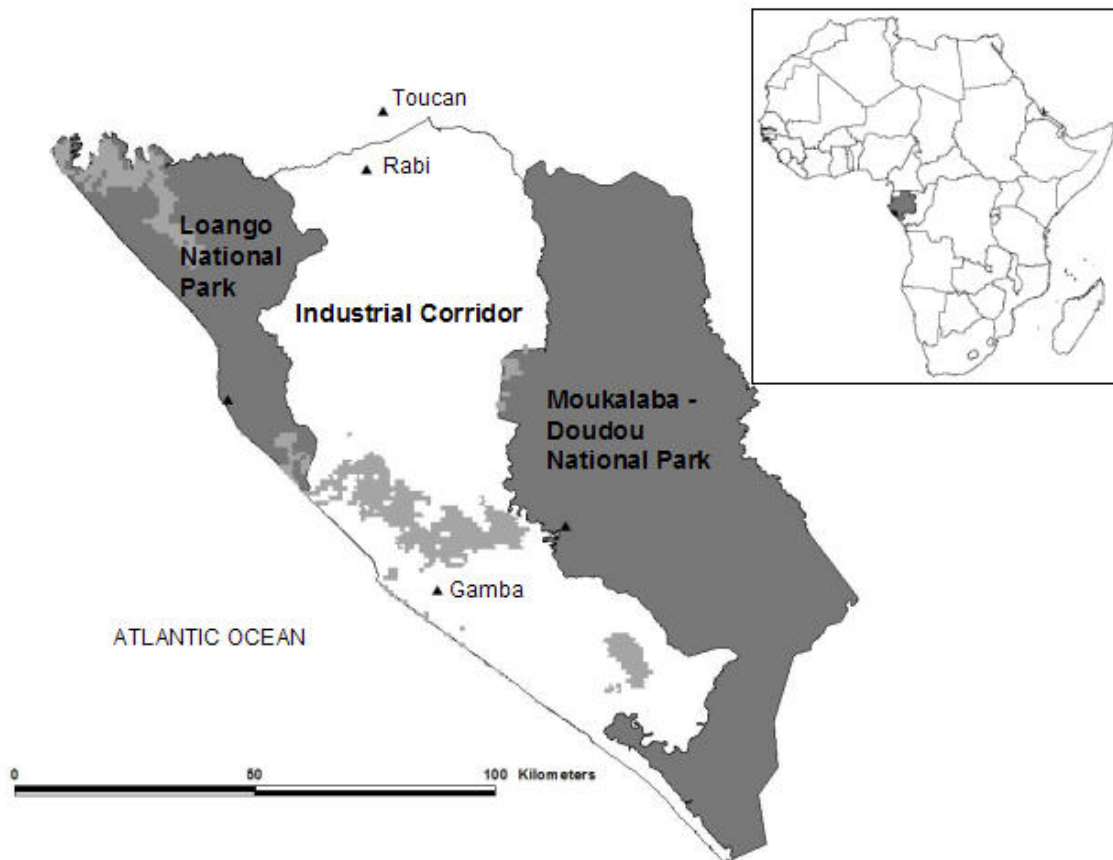 Toucan
Rabi
Loango
National
Park
Industrial Corridor
Moukalaba -
Doudou
National Park
Gamba
ATLANTIC OCEAN
0 50 100 Kilometers